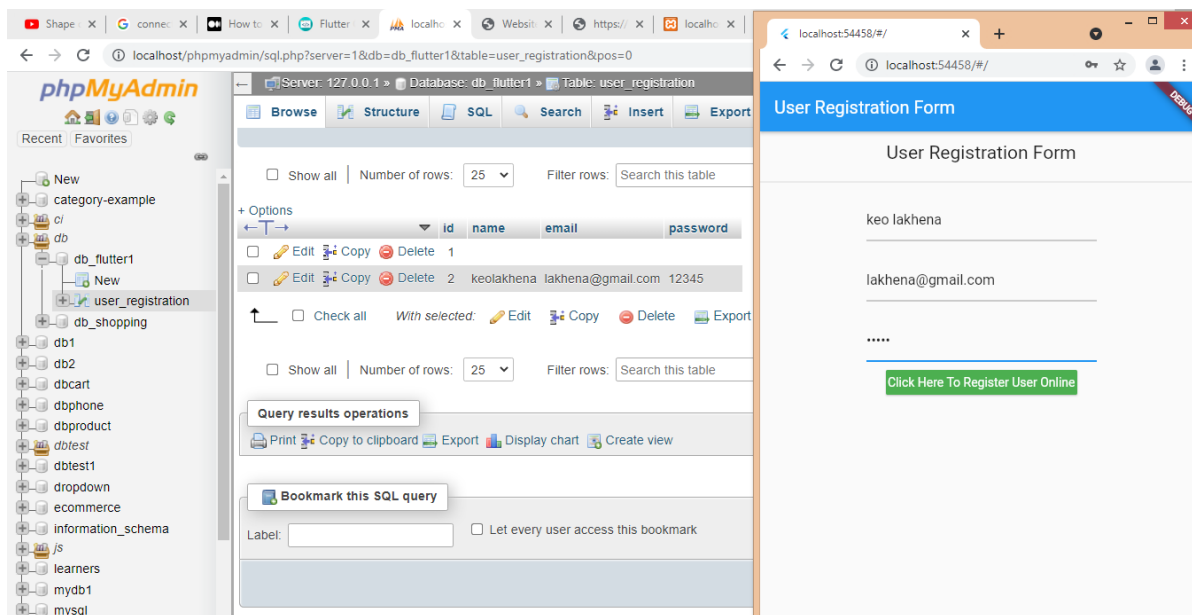 Shape
connec
How to
Flutter
localho
Websit
https://
localho
localhost/phpmyadmin/sql.php?server=1&db=db_flutter1&table=user_registration&pos=0
phpMyAdmin
Recent Favorites
New
category-example
ci
db
db_flutter1
New
user_registration
db_shopping
db1
db2
dbcart
dbphone
dbproduct
dbtest
dbtest1
dropdown
ecommerce
information_schema
js
learners
mydb1
mysql
Server: 127.0.0.1 » Database: db_flutter1 » Table: user_registration
Browse Structure SQL Search Insert Export
Show all Number of rows: 25 Filter rows: Search this table
+ Options
id name email password
Edit Copy Delete 1
Edit Copy Delete 2 keolakhena lakhena@gmail.com 12345
Check all With selected: Edit Copy Delete Export
Show all Number of rows: 25 Filter rows: Search this table
Query results operations
Print Copy to clipboard Export Display chart Create view
Bookmark this SQL query
Label: Let every user access this bookmark
localhost:54458/#/
localhost:54458/#/
User Registration Form
DEBUG
User Registration Form
keo lakhena
lakhena@gmail.com
•••••
Click Here To Register User Online